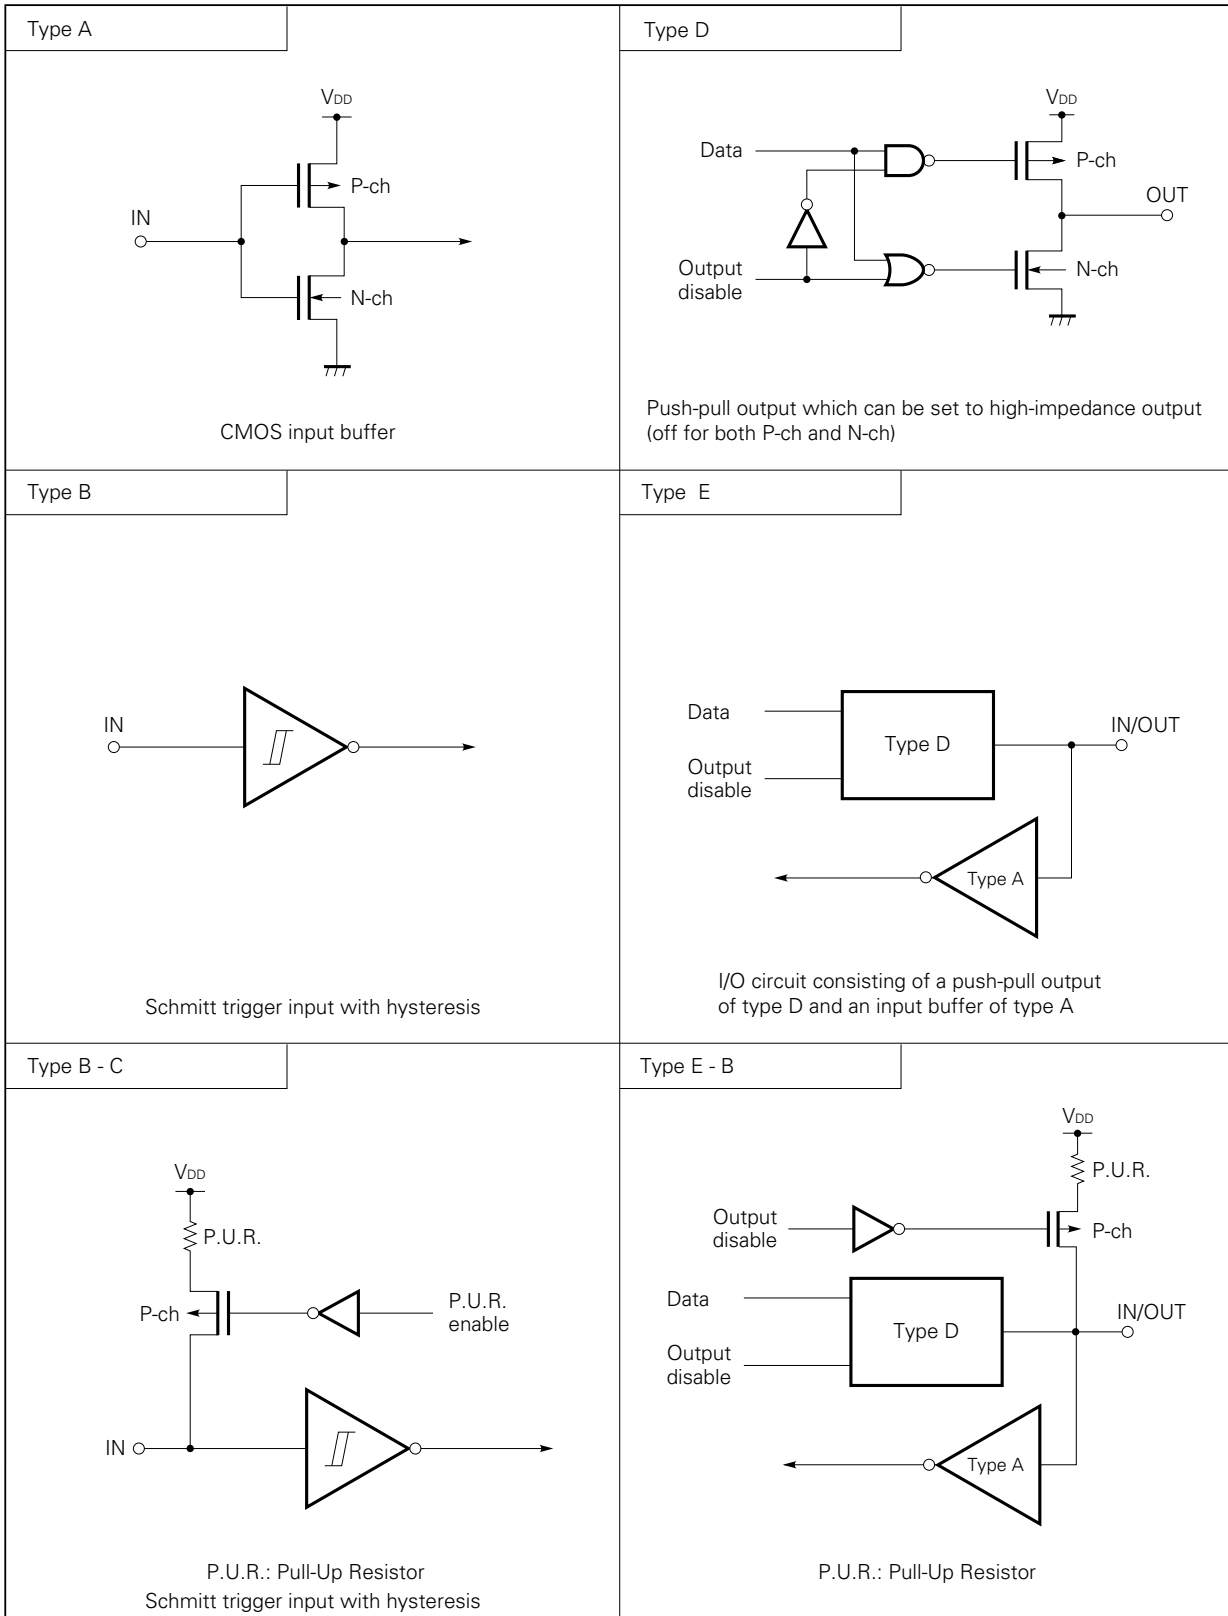 Type A
VDD
P-ch
IN
N-ch
CMOS input buffer
Type D
VDD
Data
P-ch
OUT
Output
disable
N-ch
Push-pull output which can be set to high-impedance output
(off for both P-ch and N-ch)
Type B
IN
Schmitt trigger input with hysteresis
Type E
Data
Type D
IN/OUT
Output
disable
Type A
I/O circuit consisting of a push-pull output
of type D and an input buffer of type A
Type B - C
VDD
P.U.R.
P-ch
P.U.R.
enable
IN
P.U.R.: Pull-Up Resistor
Schmitt trigger input with hysteresis
Type E - B
VDD
P.U.R.
Output
disable
P-ch
Data
Type D
IN/OUT
Output
disable
Type A
P.U.R.: Pull-Up Resistor